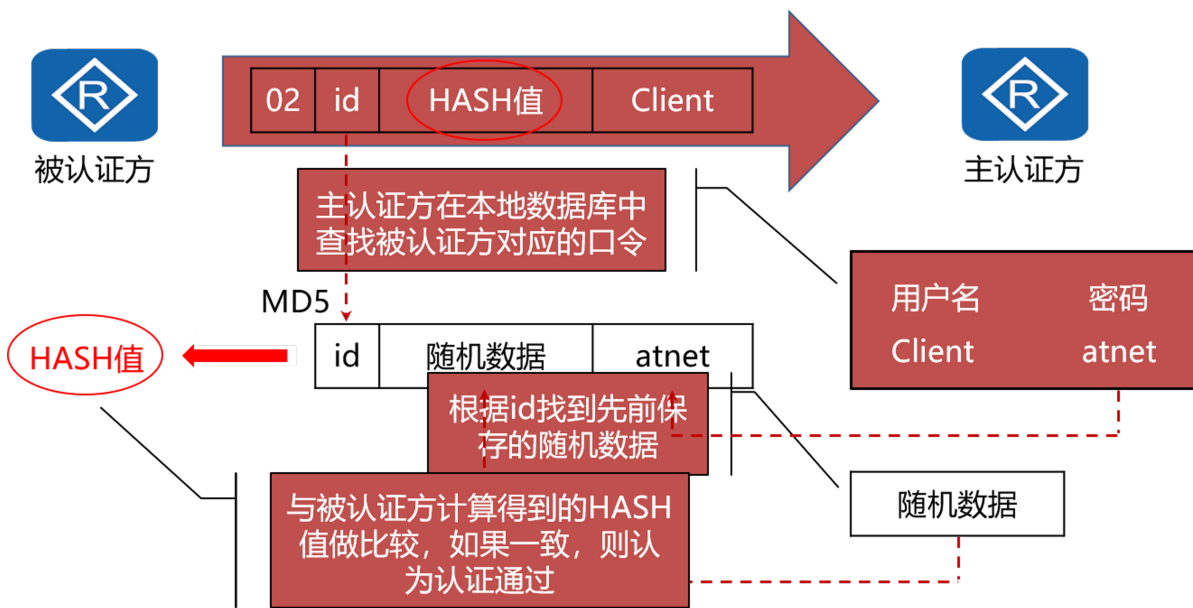 R
被认证方
02 id HASH值 Client
R
主认证方
主认证方在本地数据库中
查找被认证方对应的口令
用户名 密码
Client atnet
MD5
HASH值
id 随机数据 atnet
根据id找到先前保
存的随机数据
随机数据
与被认证方计算得到的HASH
值做比较，如果一致，则认
为认证通过